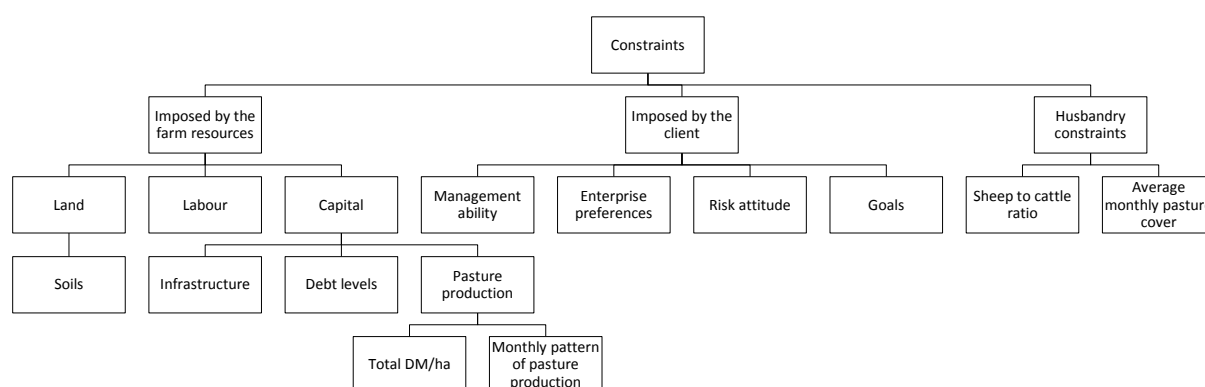 Constraints
Imposed by the
farm resources
Imposed by the
client
Husbandry
constraints
Land
Labour
Capital
Management
ability
Enterprise
preferences
Risk attitude
Goals
Sheep to cattle
ratio
Average
monthly pasture
cover
Soils
Infrastructure
Debt levels
Pasture
production
Total DM/ha
Monthly pattern
of pasture
production